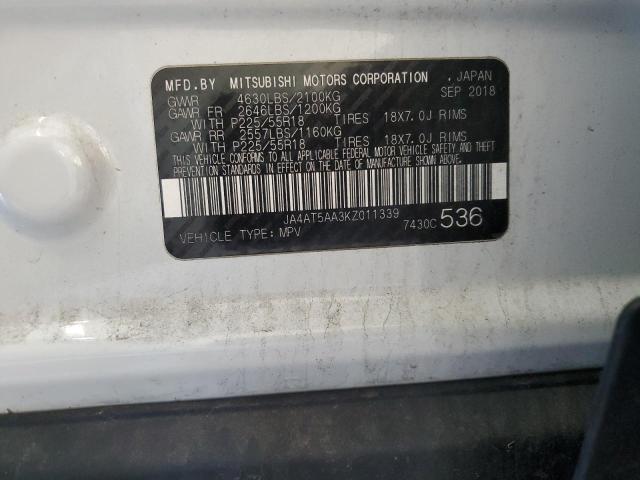 MFD.BY MITSUBISHI MOTORS CORPORATION . JAPAN
GVWR 4630LBS/2100KG SEP 2018
GAWR FR 2646LBS/1200KG
WITH P225/55R18 TIRES 18X7.0J RIMS
GAWR RR 2557LBS/1160KG
WITH P225/55R18 TIRES 18X7.0J RIMS
THIS VEHICLE CONFORMS TO ALL APPLICABLE FEDERAL MOTOR VEHICLE SAFETY AND THEFT
PREVENTION STANDARDS IN EFFECT ON THE DATE OF MANUFACTURE SHOWN ABOVE.
JA4AT5AA3KZ011339
VEHICLE TYPE: MPV 7430C 536